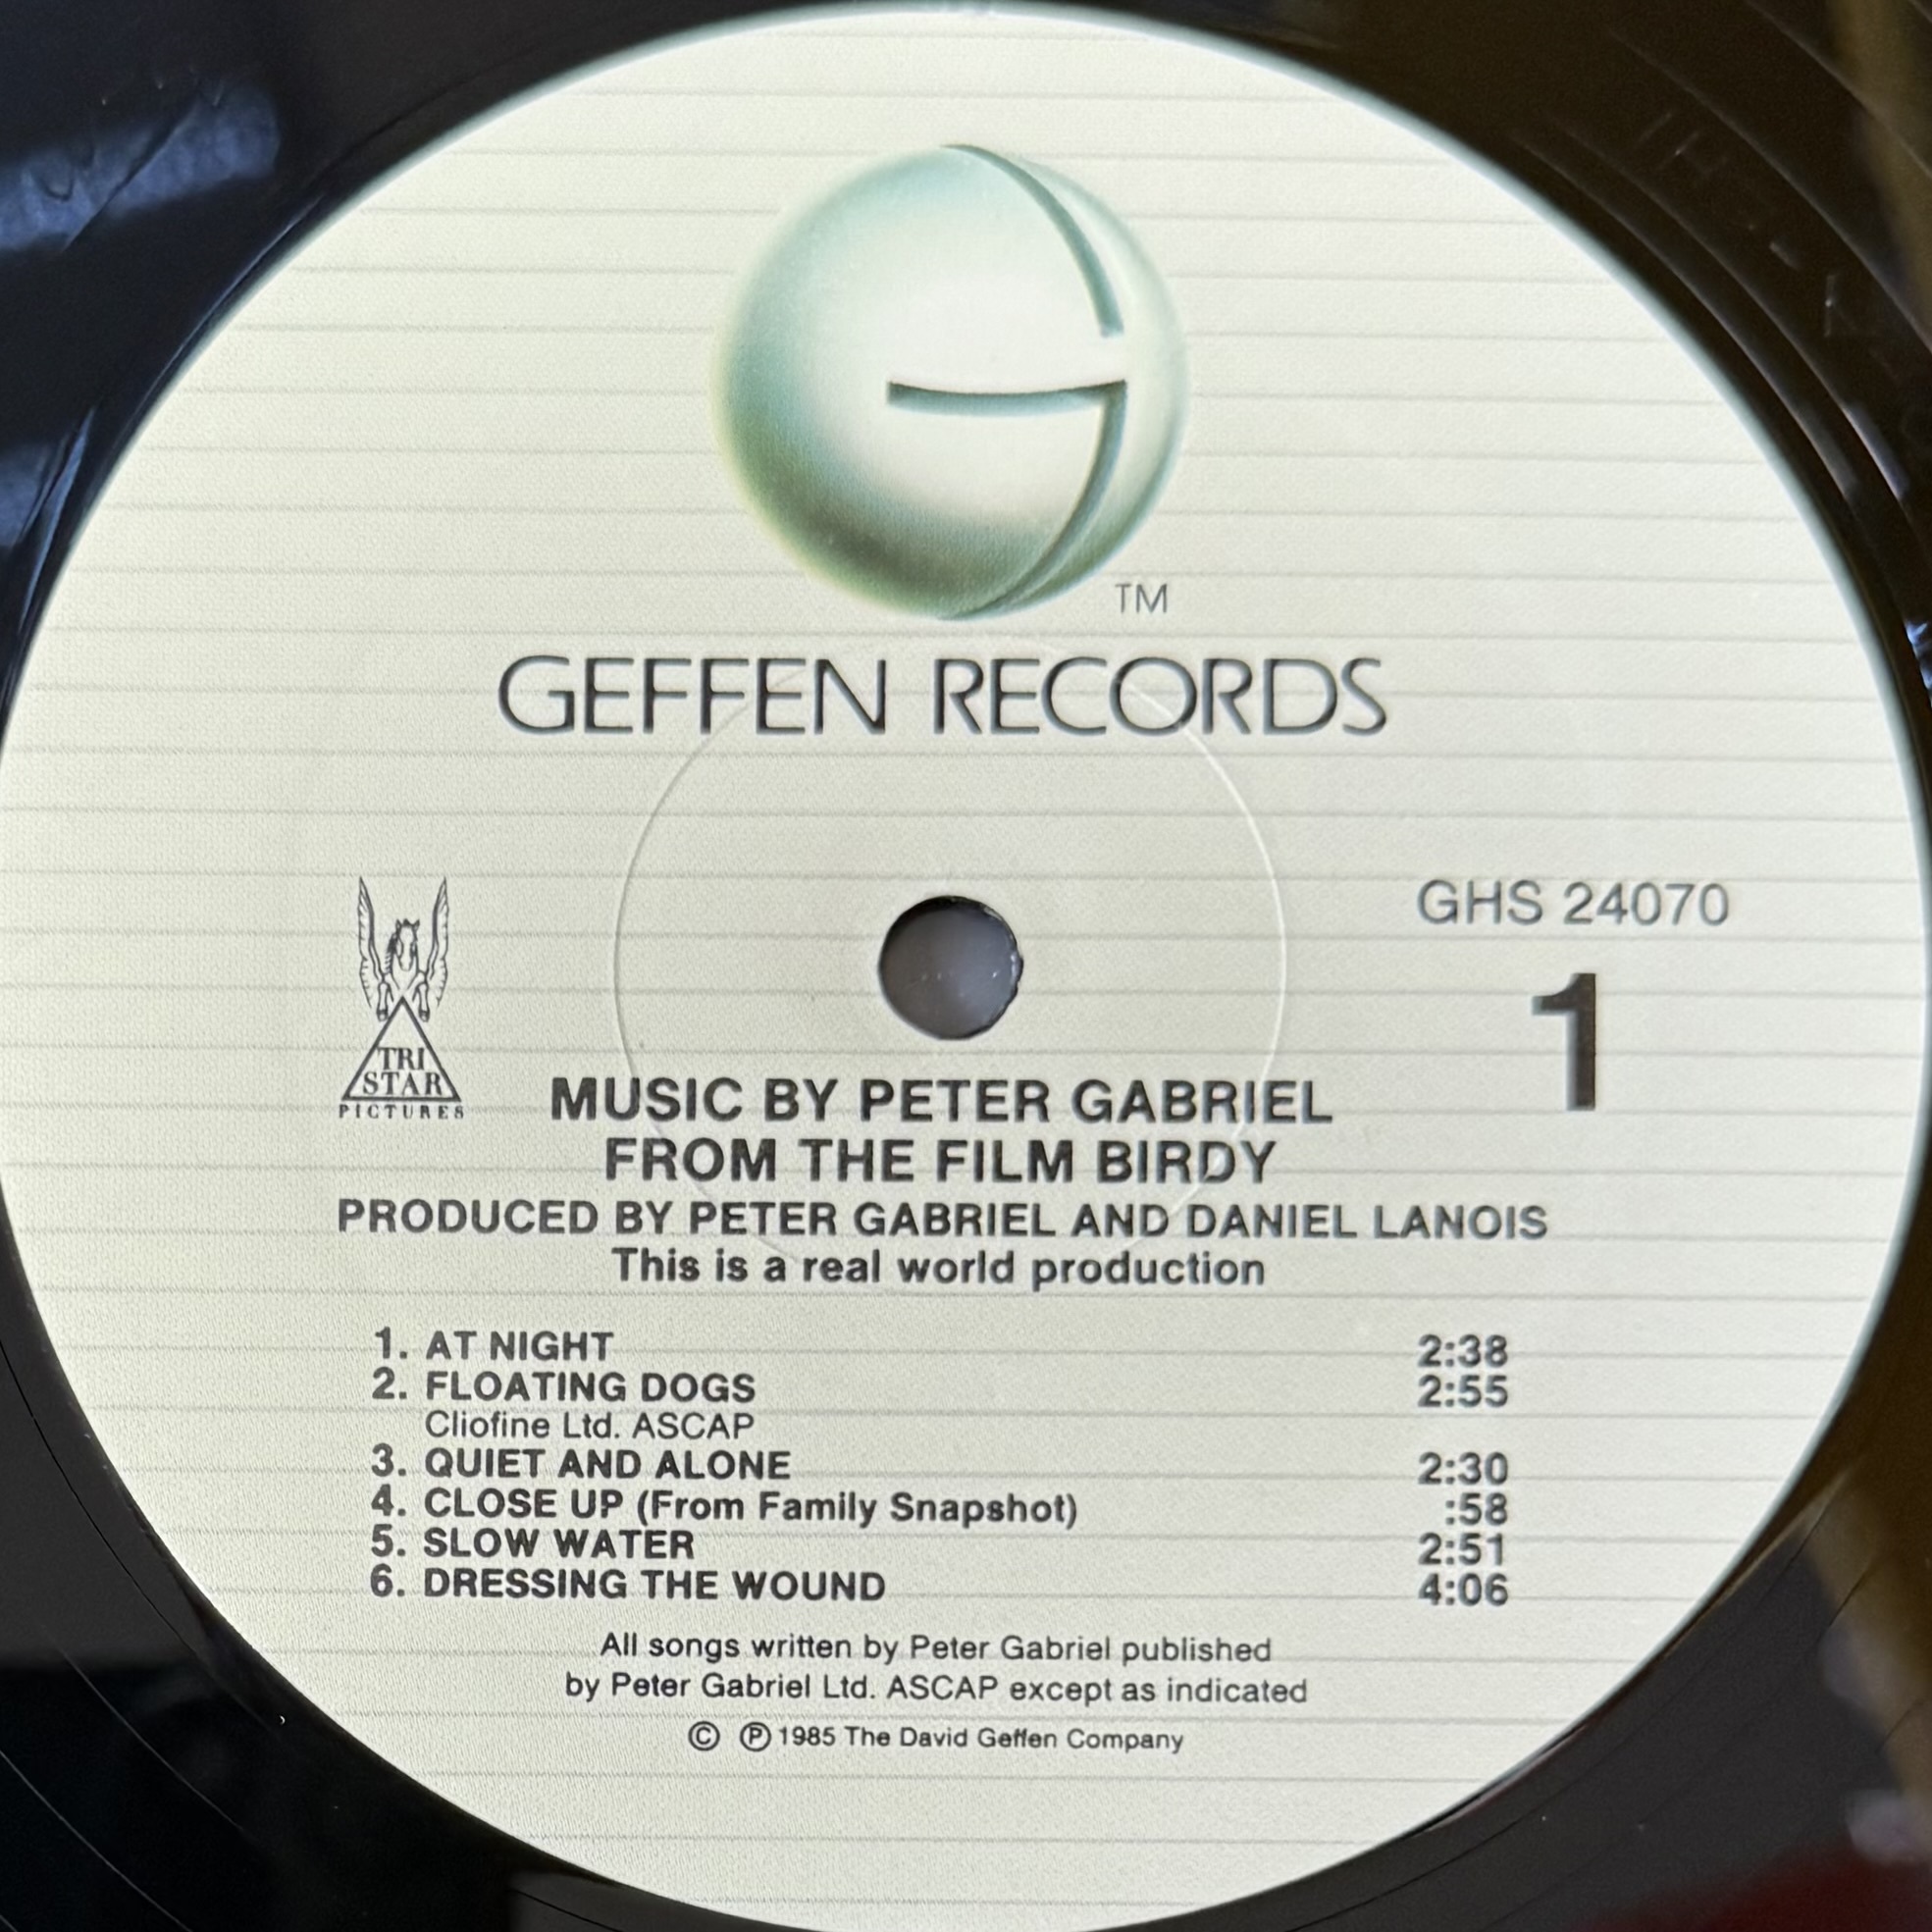 TM
GEFFEN RECORDS
GHS 24070
1
TRI
STAR
PICTURES
MUSIC BY PETER GABRIEL
FROM THE FILM BIRDY
PRODUCED BY PETER GABRIEL AND DANIEL LANOIS
This is a real world production
1. AT NIGHT 2:38
2. FLOATING DOGS 2:55
Cliofine Ltd. ASCAP
3. QUIET AND ALONE 2:30
4. CLOSE UP (From Family Snapshot) :58
5. SLOW WATER 2:51
6. DRESSING THE WOUND 4:06
All songs written by Peter Gabriel published
by Peter Gabriel Ltd. ASCAP except as indicated
© ℗ 1985 The David Geffen Company